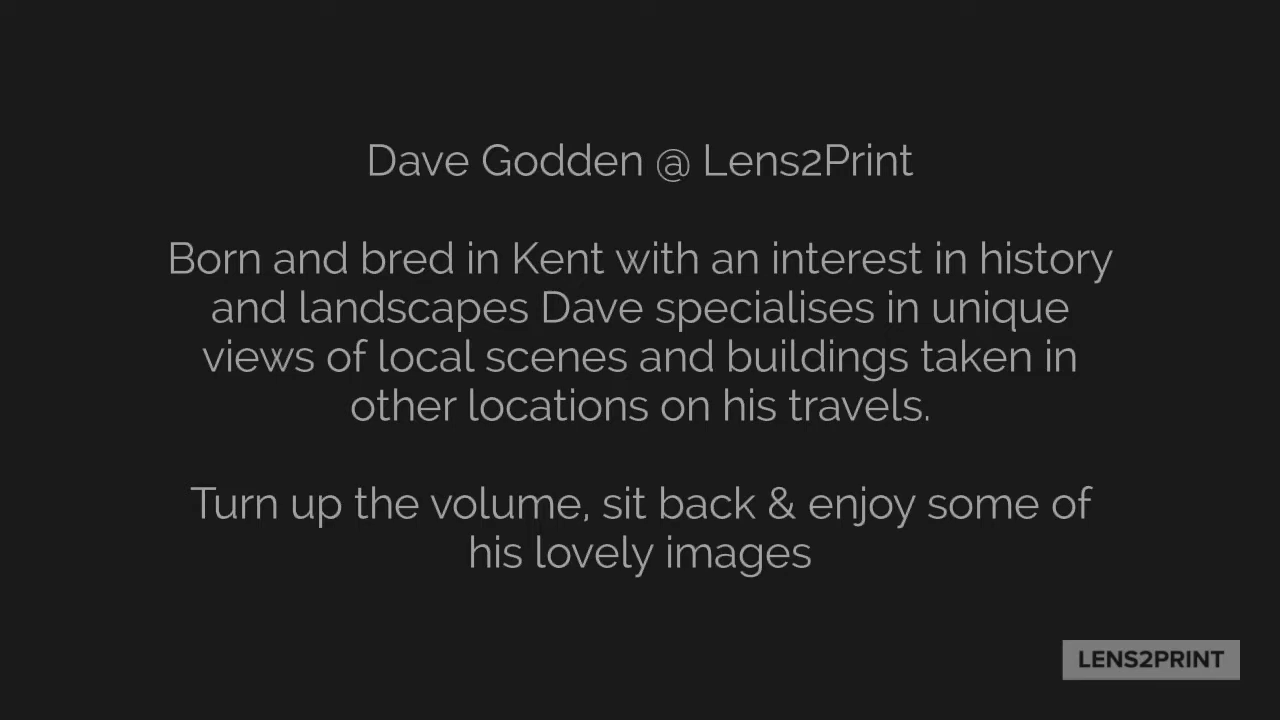 Dave Godden @ Lens2Print
Born and bred in Kent with an interest in history
and landscapes Dave specialises in unique
views of local scenes and buildings taken in
other locations on his travels.
Turn up the volume, sit back & enjoy some of
his lovely images
LENS2PRINT